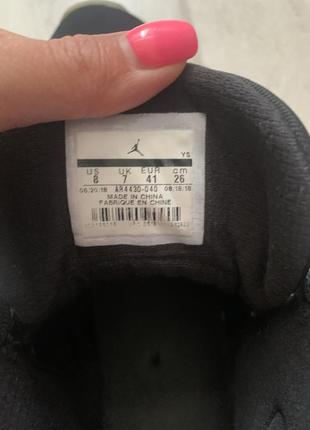 YS
US UK EUR cm
8 7 41 26
06/20/18 AR4430-040 08/18/18
MADE IN CHINA
FABRIQUE EN CHINE